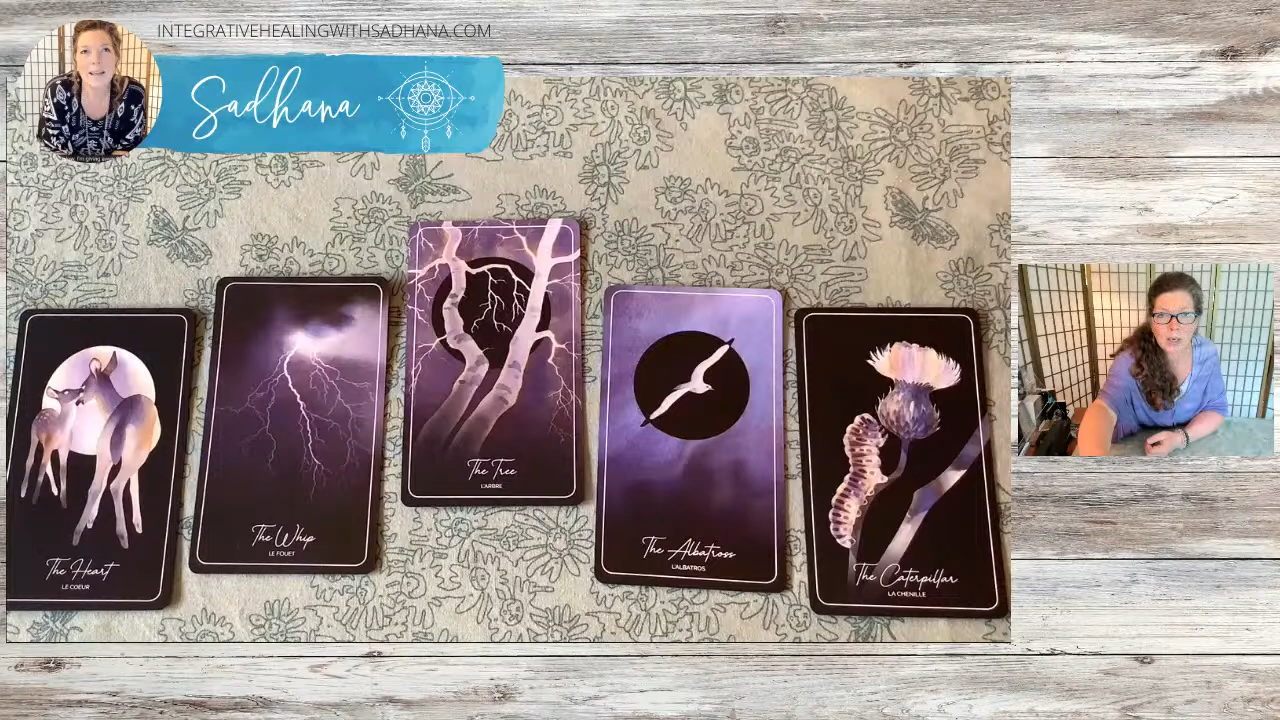 INTEGRATIVEHEALINGWITHSADHANA.COM
Sadhana
The Heart
LE COEUR
The Whip
LE FOUET
The Tree
L'ARBRE
The Albatross
L'ALBATROS
The Caterpillar
LA CHENILLE